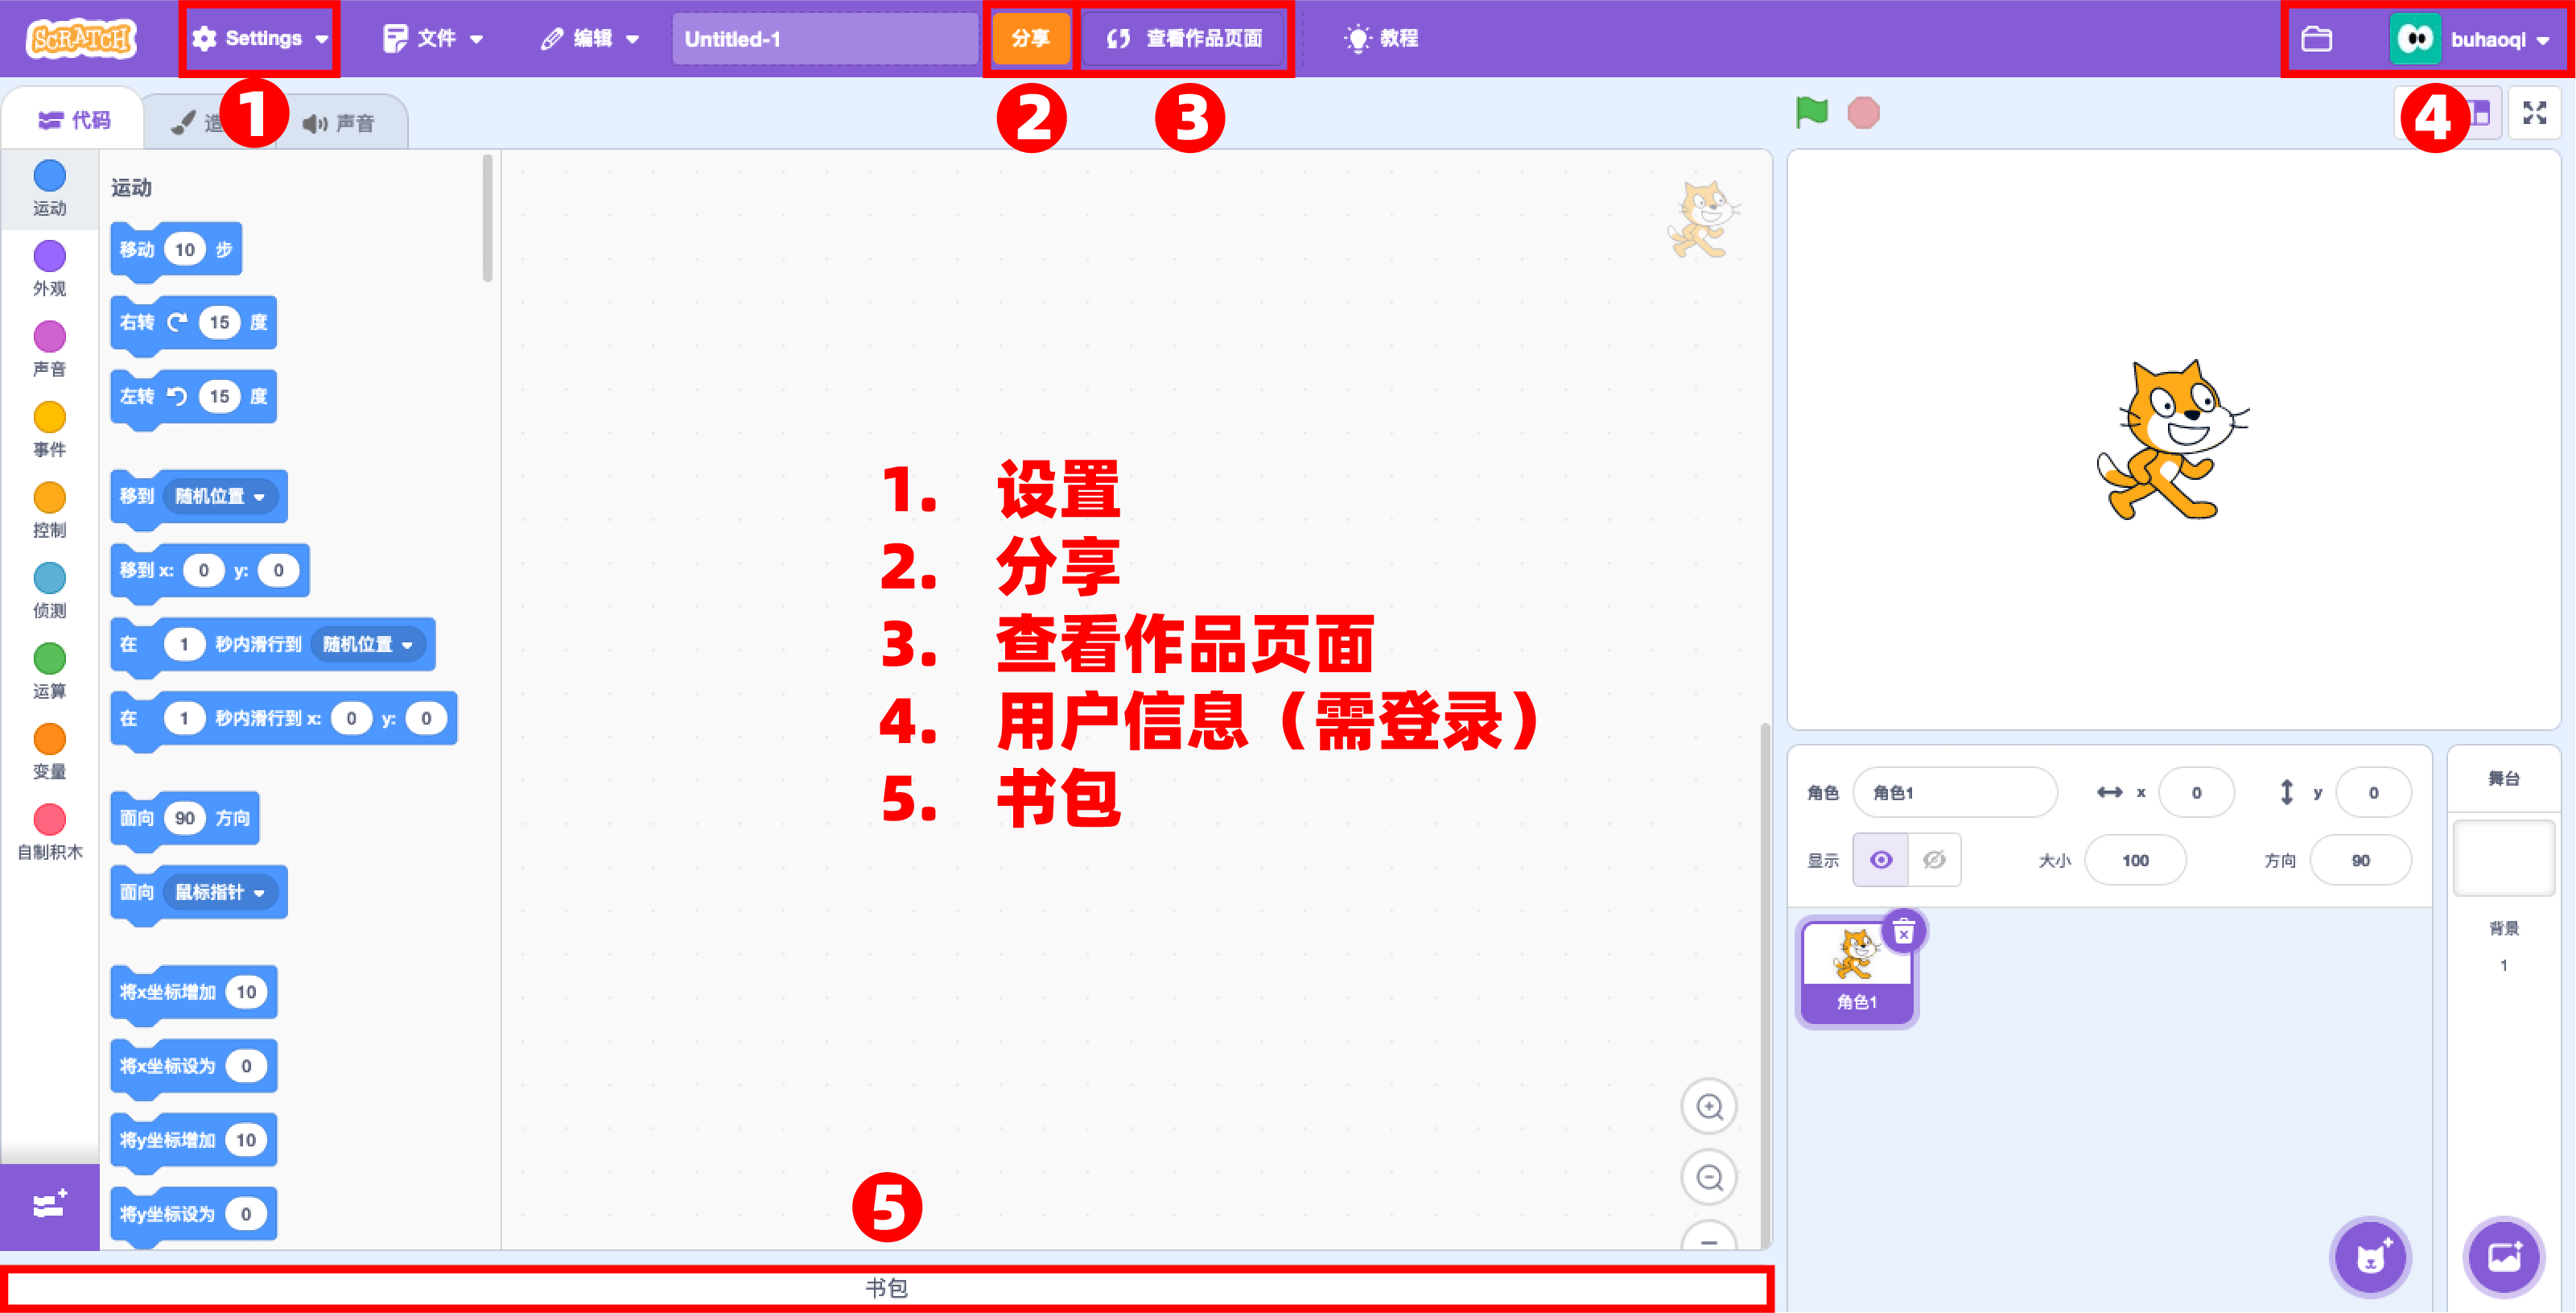 SCRATCH
Settings
文件
编辑
Untitled-1
分享
查看作品页面
教程
buhaoqi
1
2
3
4
代码
造
声音
运动
外观
声音
事件
控制
侦测
运算
变量
自制积木
运动
移动 10 步
右转 15 度
左转 15 度
移到 随机位置
移到 x: 0 y: 0
在 1 秒内滑行到 随机位置
在 1 秒内滑行到 x: 0 y: 0
面向 90 方向
面向 鼠标指针
将x坐标增加 10
将x坐标设为 0
将y坐标增加 10
将y坐标设为 0
1. 设置
2. 分享
3. 查看作品页面
4. 用户信息（需登录）
5. 书包
角色 角色1 x 0 y 0
显示 大小 100 方向 90
角色1
舞台
背景
1
5
书包